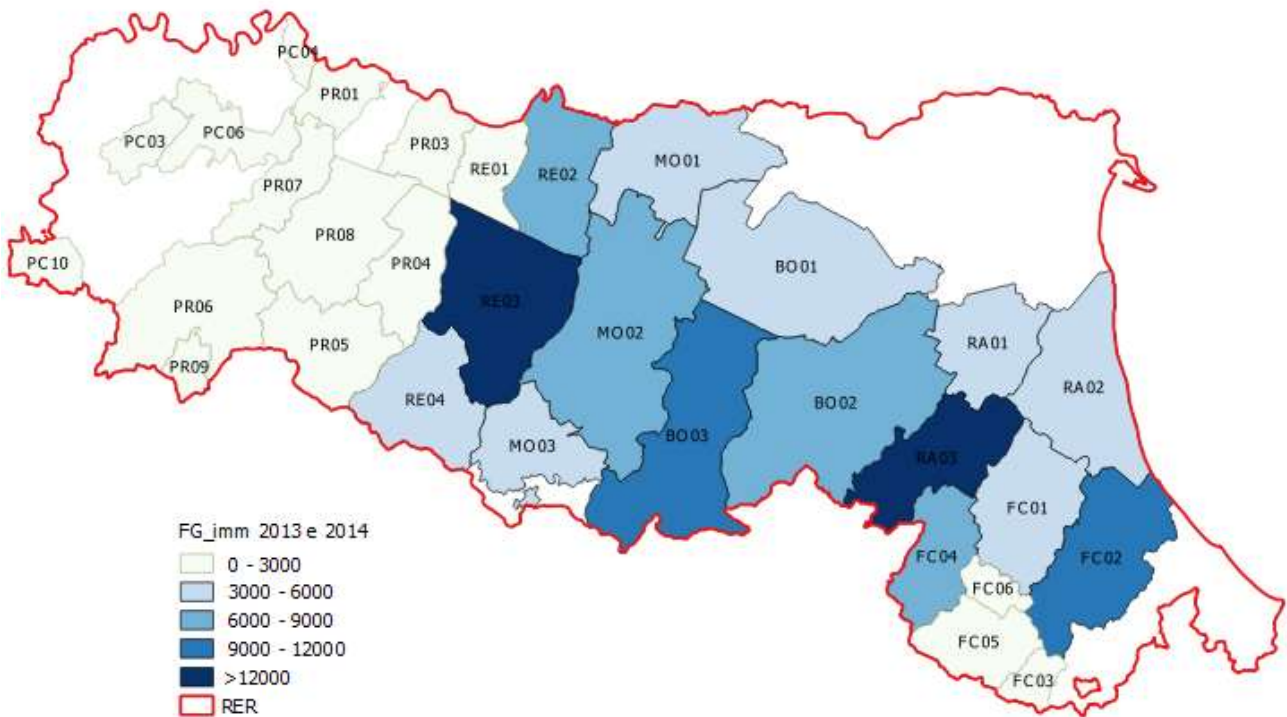 PC04
PR01
PC03
PC06
PR03
RE01
RE02
MO01
PR07
PR08
PR04
PC10
PR06
PR09
PR05
RE03
RE04
MO02
MO03
BO01
BO03
BO02
RA01
RA02
RA03
FC01
FC04
FC02
FC06
FC05
FC03
FG_imm 2013 e 2014
0 - 3000
3000 - 6000
6000 - 9000
9000 - 12000
>12000
RER